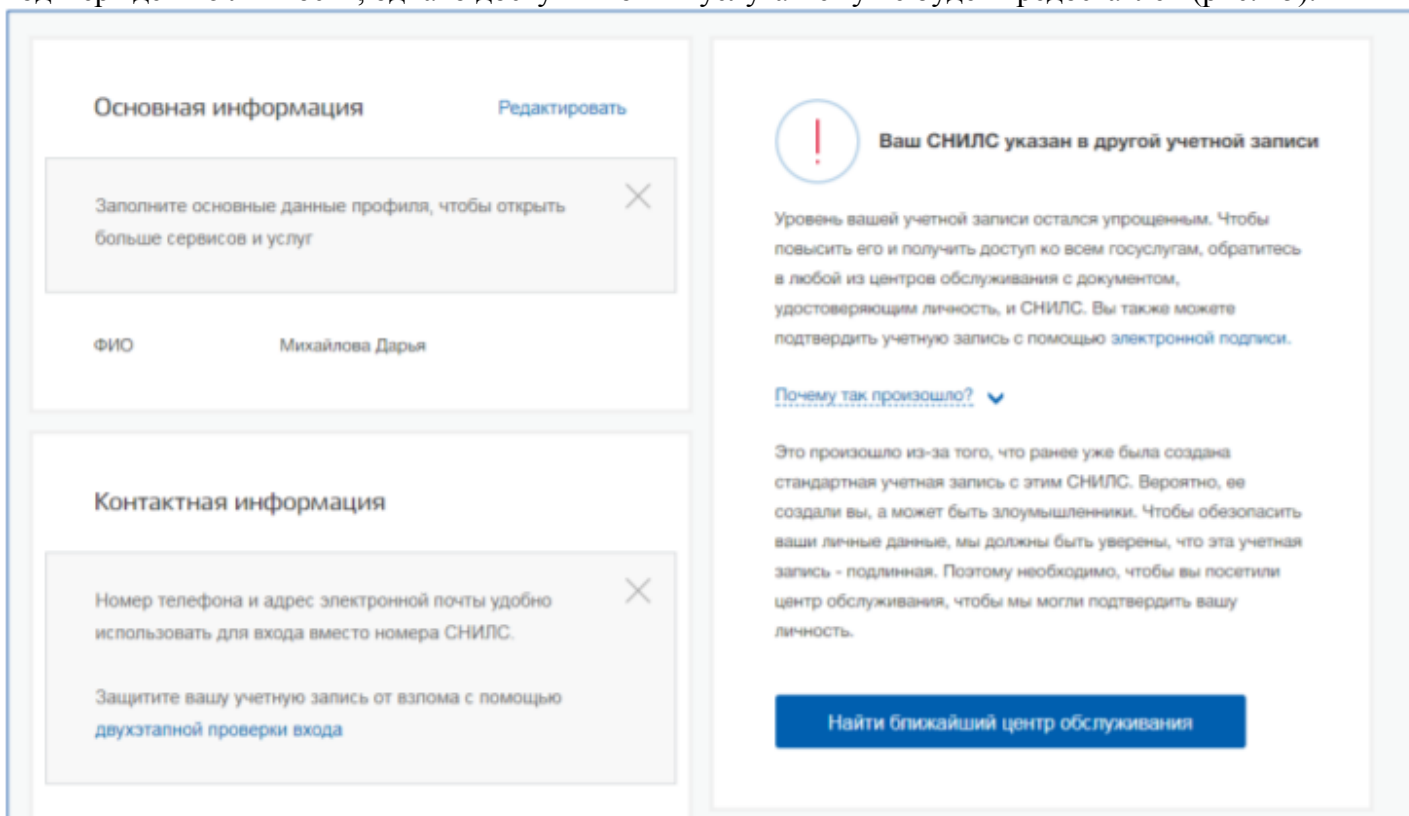 Основная информация
Редактировать
Заполните основные данные профиля, чтобы открыть
больше сервисов и услуг
ФИО
Михайлова Дарья
Контактная информация
Номер телефона и адрес электронной почты удобно
использовать для входа вместо номера СНИЛС.
Защитите вашу учетную запись от взлома с помощью
двухэтапной проверки входа
Ваш СНИЛС указан в другой учетной записи
Уровень вашей учетной записи остался упрощенным. Чтобы
повысить его и получить доступ ко всем госуслугам, обратитесь
в любой из центров обслуживания с документом,
удостоверяющим личность, и СНИЛС. Вы также можете
подтвердить учетную запись с помощью электронной подписи.
Почему так произошло?
Это произошло из-за того, что ранее уже была создана
стандартная учетная запись с этим СНИЛС. Вероятно, ее
создали вы, а может быть злоумышленники. Чтобы обезопасить
ваши личные данные, мы должны быть уверены, что эта учетная
запись - подлинная. Поэтому необходимо, чтобы вы посетили
центр обслуживания, чтобы мы могли подтвердить вашу
личность.
Найти ближайший центр обслуживания